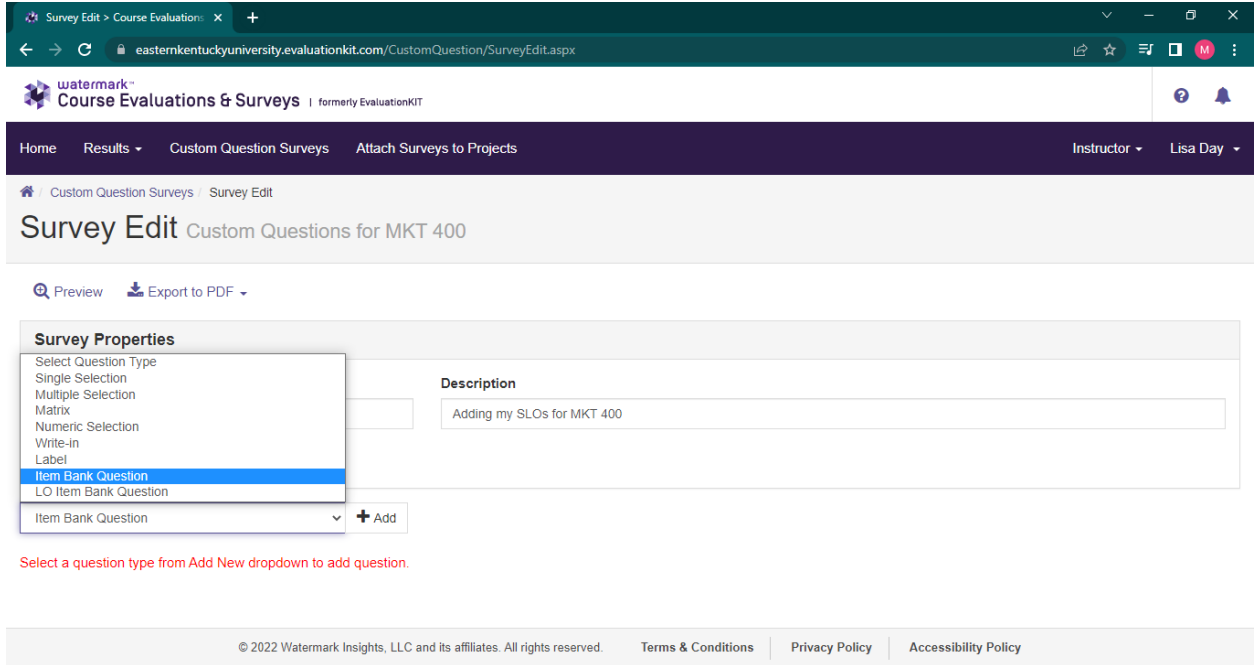 Survey Edit > Course Evaluations
easternkentuckyuniversity.evaluationkit.com/CustomQuestion/SurveyEdit.aspx
M
watermark™
Course Evaluations & Surveys | formerly EvaluationKIT
Home Results Custom Question Surveys Attach Surveys to Projects Instructor Lisa Day
/ Custom Question Surveys / Survey Edit
Survey Edit Custom Questions for MKT 400
Preview Export to PDF
Survey Properties
Select Question Type
Single Selection
Multiple Selection
Matrix
Numeric Selection
Write-in
Label
Item Bank Question
LO Item Bank Question
Description
Adding my SLOs for MKT 400
Item Bank Question + Add
Select a question type from Add New dropdown to add question.
© 2022 Watermark Insights, LLC and its affiliates. All rights reserved. Terms & Conditions Privacy Policy Accessibility Policy